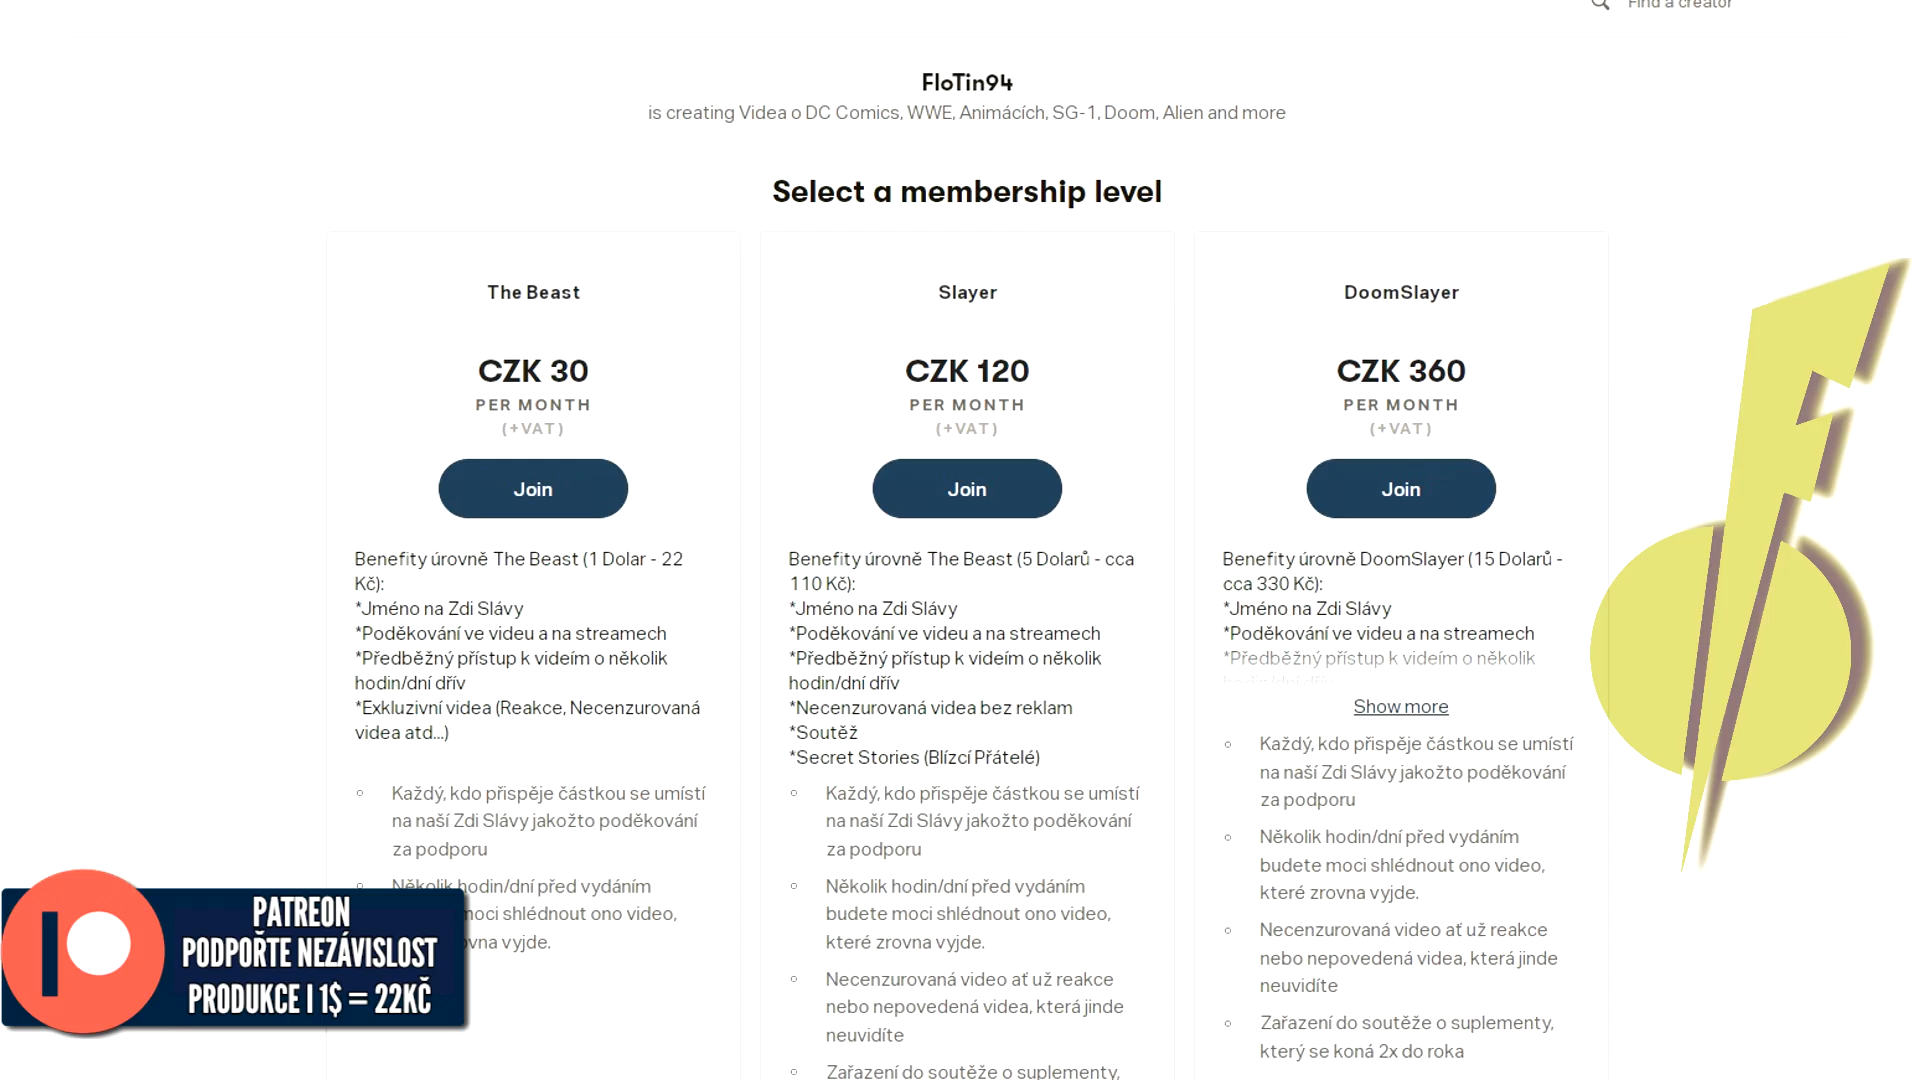 Find a creator
FloTin94
is creating Videa o DC Comics, WWE, Animácích, SG-1, Doom, Alien and more
Select a membership level
The Beast
CZK 30
PER MONTH
(+VAT)
Join
Benefity úrovně The Beast (1 Dolar - 22
Kč):
*Jméno na Zdi Slávy
*Poděkování ve videu a na streamech
*Předběžný přístup k videím o několik
hodin/dní dřív
*Exkluzivní videa (Reakce, Necenzurovaná
videa atd...)
Každý, kdo přispěje částkou se umístí
na naší Zdi Slávy jakožto poděkování
za podporu
Několik hodin/dní před vydáním
moci shlédnout ono video,
vyjde.
Slayer
CZK 120
PER MONTH
(+VAT)
Join
Benefity úrovně The Beast (5 Dolarů - cca
110 Kč):
*Jméno na Zdi Slávy
*Poděkování ve videu a na streamech
*Předběžný přístup k videím o několik
hodin/dní dřív
*Necenzurovaná videa bez reklam
*Soutěž
*Secret Stories (Blízcí Přátelé)
Každý, kdo přispěje částkou se umístí
na naší Zdi Slávy jakožto poděkování
za podporu
Několik hodin/dní před vydáním
budete moci shlédnout ono video,
které zrovna vyjde.
Necenzurovaná video ať už reakce
nebo nepovedená videa, která jinde
neuvidíte
Zařazení do soutěže o suplementy,
DoomSlayer
CZK 360
PER MONTH
(+VAT)
Join
Benefity úrovně DoomSlayer (15 Dolarů -
cca 330 Kč):
*Jméno na Zdi Slávy
*Poděkování ve videu a na streamech
*Předběžný přístup k videím o několik
hodin/dní dřív
Show more
Každý, kdo přispěje částkou se umístí
na naší Zdi Slávy jakožto poděkování
za podporu
Několik hodin/dní před vydáním
budete moci shlédnout ono video,
které zrovna vyjde.
Necenzurovaná video ať už reakce
nebo nepovedená videa, která jinde
neuvidíte
Zařazení do soutěže o suplementy,
který se koná 2x do roka
PATREON
PODPOŘTE NEZÁVISLOST
PRODUKCE | 1$ = 22KČ